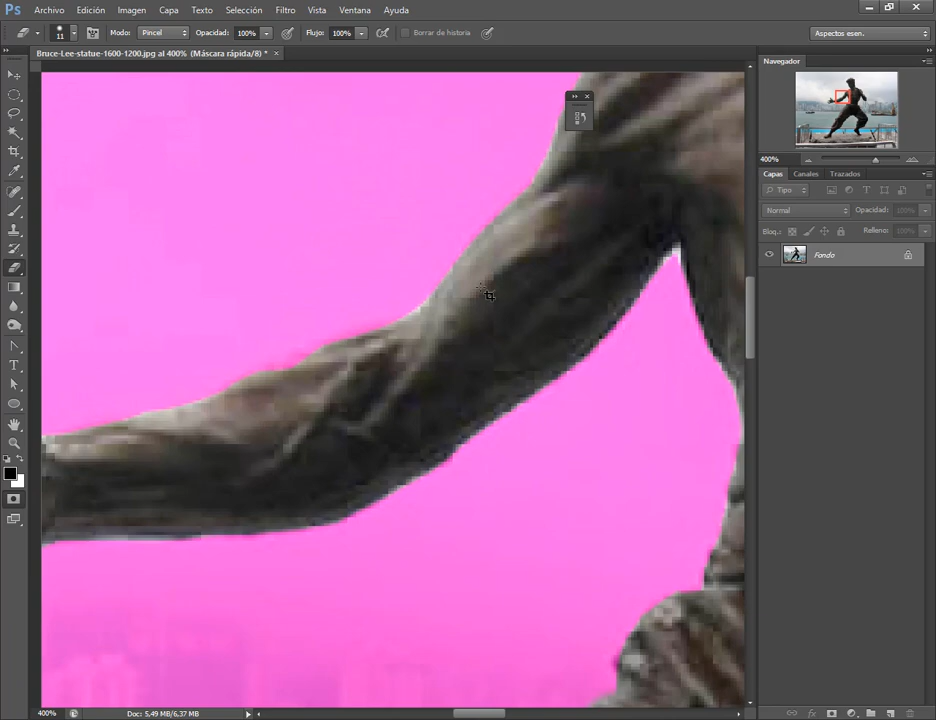 Ps Archivo Edición Imagen Capa Texto Selección Filtro Vista Ventana Ayuda
11 Modo: Pincel Opacidad: 100% Flujo: 100% Borrar de historia Aspectos esen.
Bruce-Lee-statue-1600-1200.jpg al 400% (Máscara rápida/8) *
Navegador
400%
Capas Canales Trazados
Tipo
Normal Opacidad: 100%
Bloq.: Relleno: 100%
Fondo
400% Doc: 5,49 MB/6,37 MB